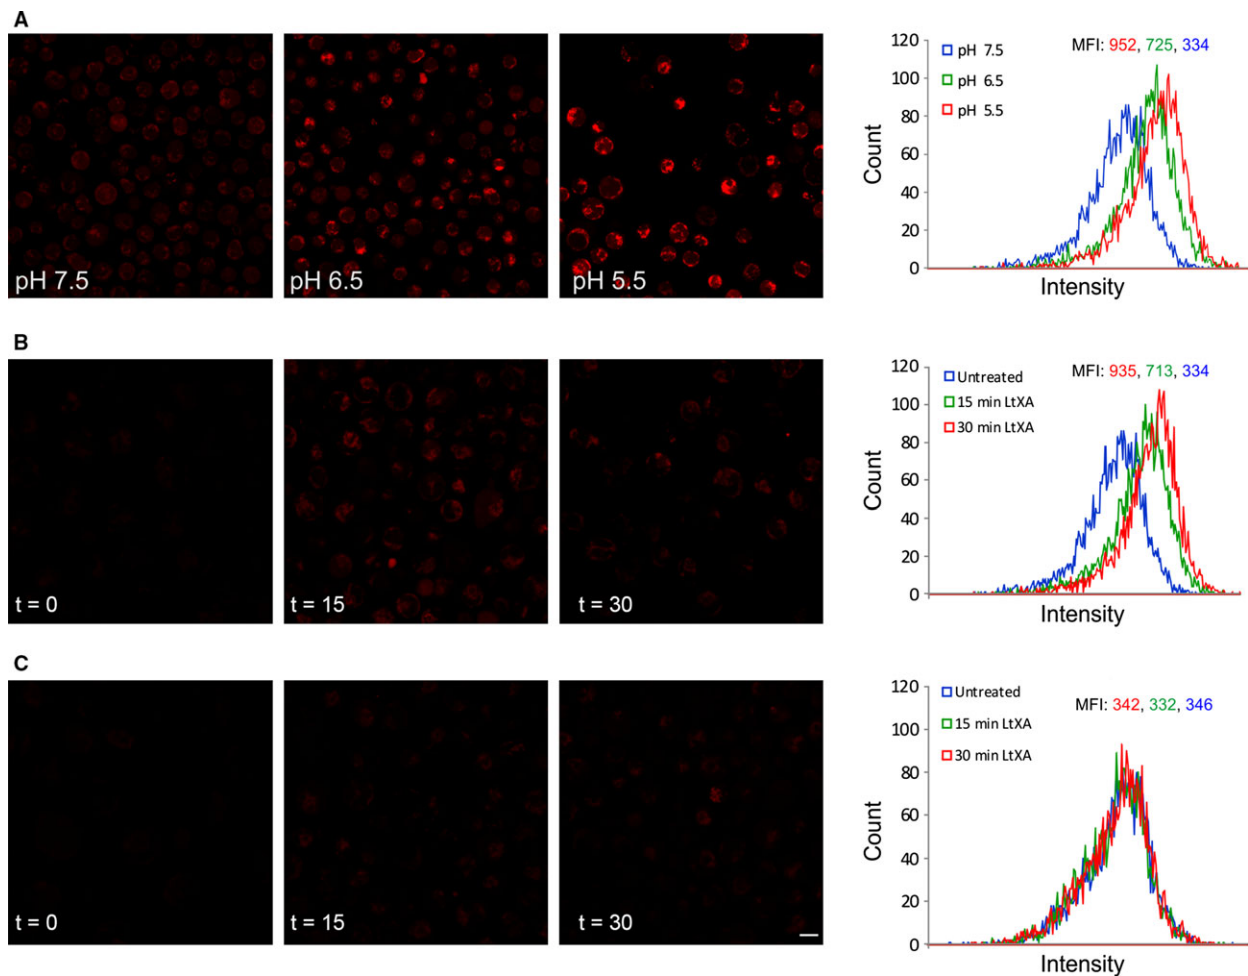 A
pH 7.5
pH 6.5
pH 5.5
120
100
80
60
40
20
0
Count
Intensity
pH 7.5
pH 6.5
pH 5.5
MFI: 952, 725, 334
B
t = 0
t = 15
t = 30
120
100
80
60
40
20
0
Count
Intensity
Untreated
15 min LtXA
30 min LtXA
MFI: 935, 713, 334
C
t = 0
t = 15
t = 30
120
100
80
60
40
20
0
Count
Intensity
Untreated
15 min LtXA
30 min LtXA
MFI: 342, 332, 346